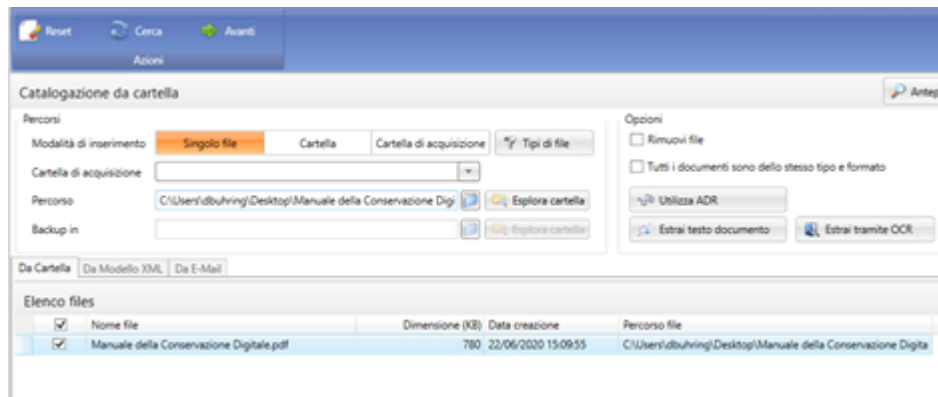 Reset Cerca Avanti
Azioni
Catalogazione da cartella Antep
Percorsi
Modalità di inserimento Singolo file Cartella Cartella di acquisizione Tipi di file
Cartella di acquisizione
Percorso C:\Users\dbuhring\Desktop\Manuale della Conservazione Digi Esplora cartella
Backup in Esplora cartella
Opzioni
Rimuovi file
Tutti i documenti sono dello stesso tipo e formato
Utilizza ADR
Estrai testo documento Estrai tramite OCR
Da Cartella Da Modello XML Da E-Mail
Elenco files
Nome file Dimensione (KB) Data creazione Percorso file
Manuale della Conservazione Digitale.pdf 780 22/06/2020 15:09:55 C:\Users\dbuhring\Desktop\Manuale della Conservazione Digita